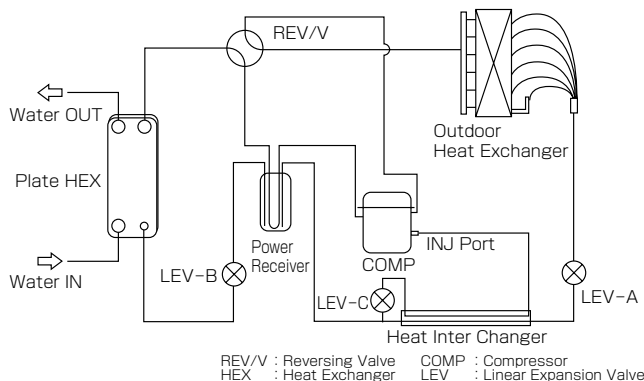 REV/V
Water OUT
Outdoor
Heat Exchanger
Plate HEX
Power
Receiver
INJ Port
COMP
Water IN
LEV-B
LEV-C
LEV-A
Heat Inter Changer
REV/V : Reversing Valve COMP : Compressor
HEX : Heat Exchanger LEV : Linear Expansion Valve